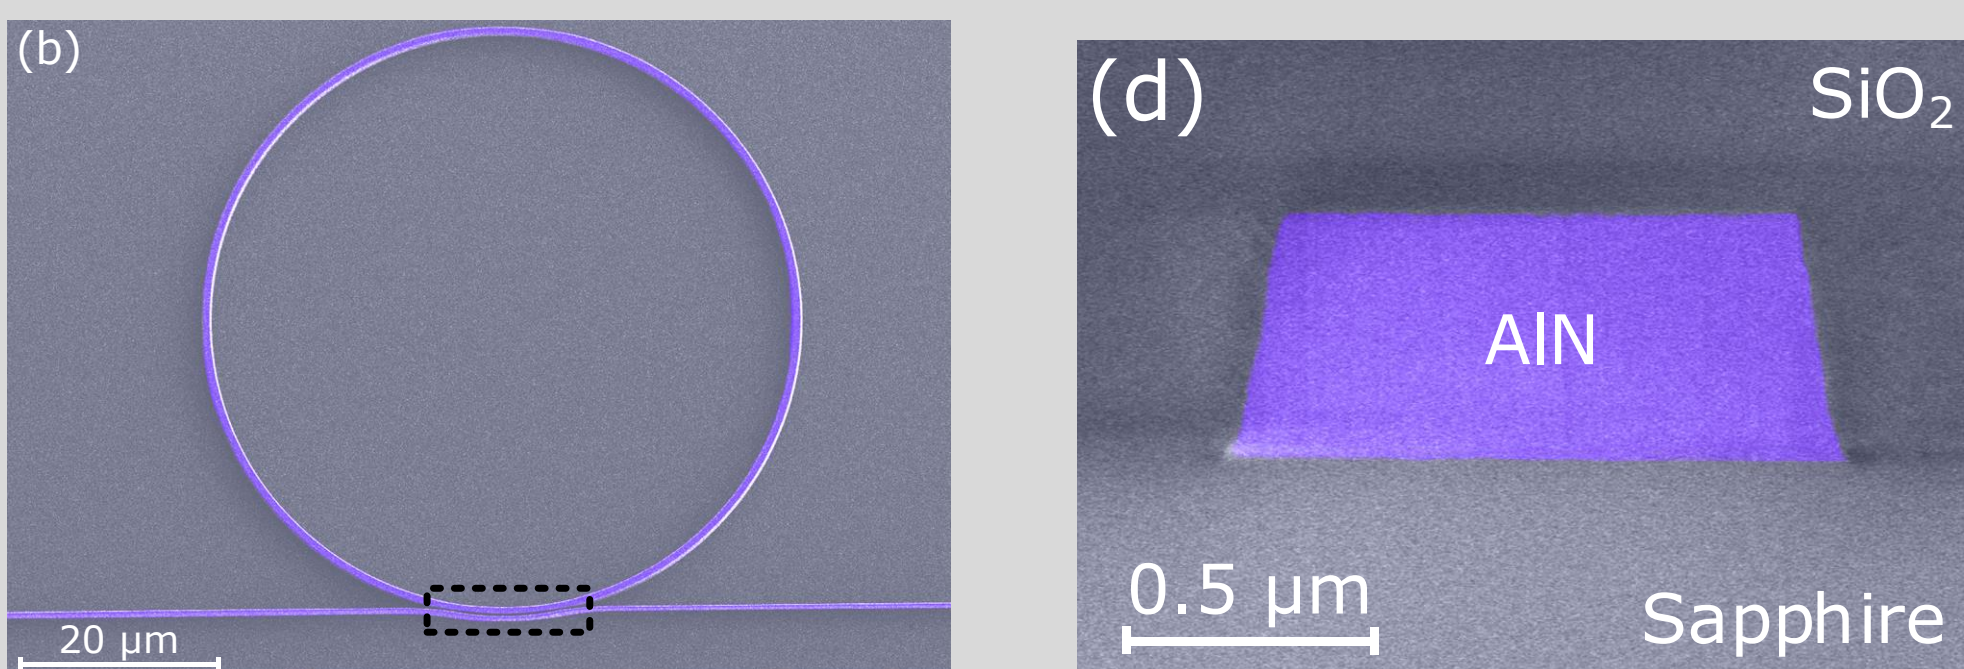 (b)
20 µm
(d)
SiO₂
AlN
0.5 µm
Sapphire